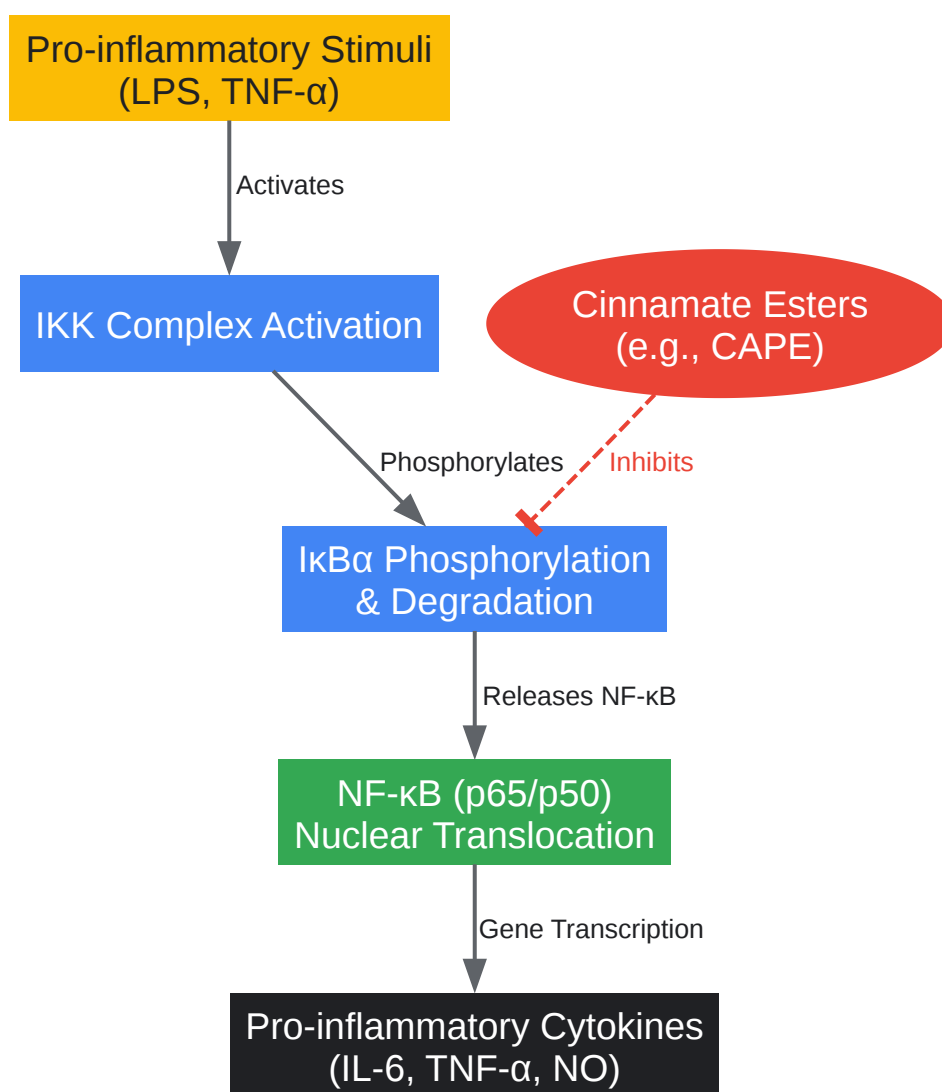 Pro-inflammatory Stimuli
(LPS, TNF-α)
Activates
IKK Complex Activation
Cinnamate Esters
(e.g., CAPE)
Phosphorylates
Inhibits
IκBα Phosphorylation
& Degradation
Releases NF-κB
NF-κB (p65/p50)
Nuclear Translocation
Gene Transcription
Pro-inflammatory Cytokines
(IL-6, TNF-α, NO)